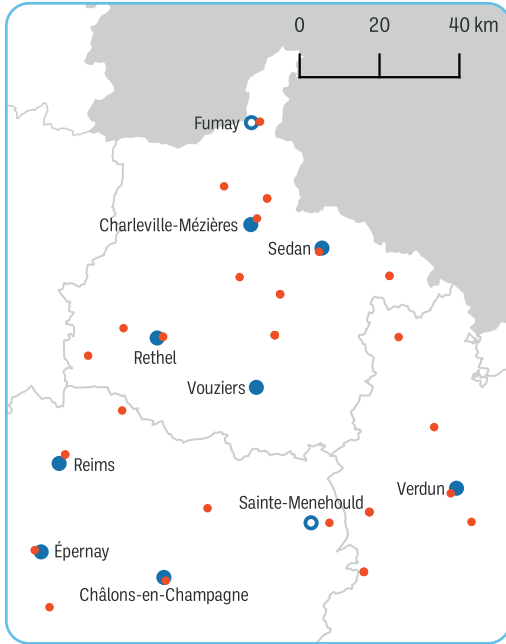 0 20 40 km
Fumay
Charleville-Mézières
Sedan
Rethel
Vouziers
Reims
Verdun
Sainte-Menehould
Épernay
Châlons-en-Champagne